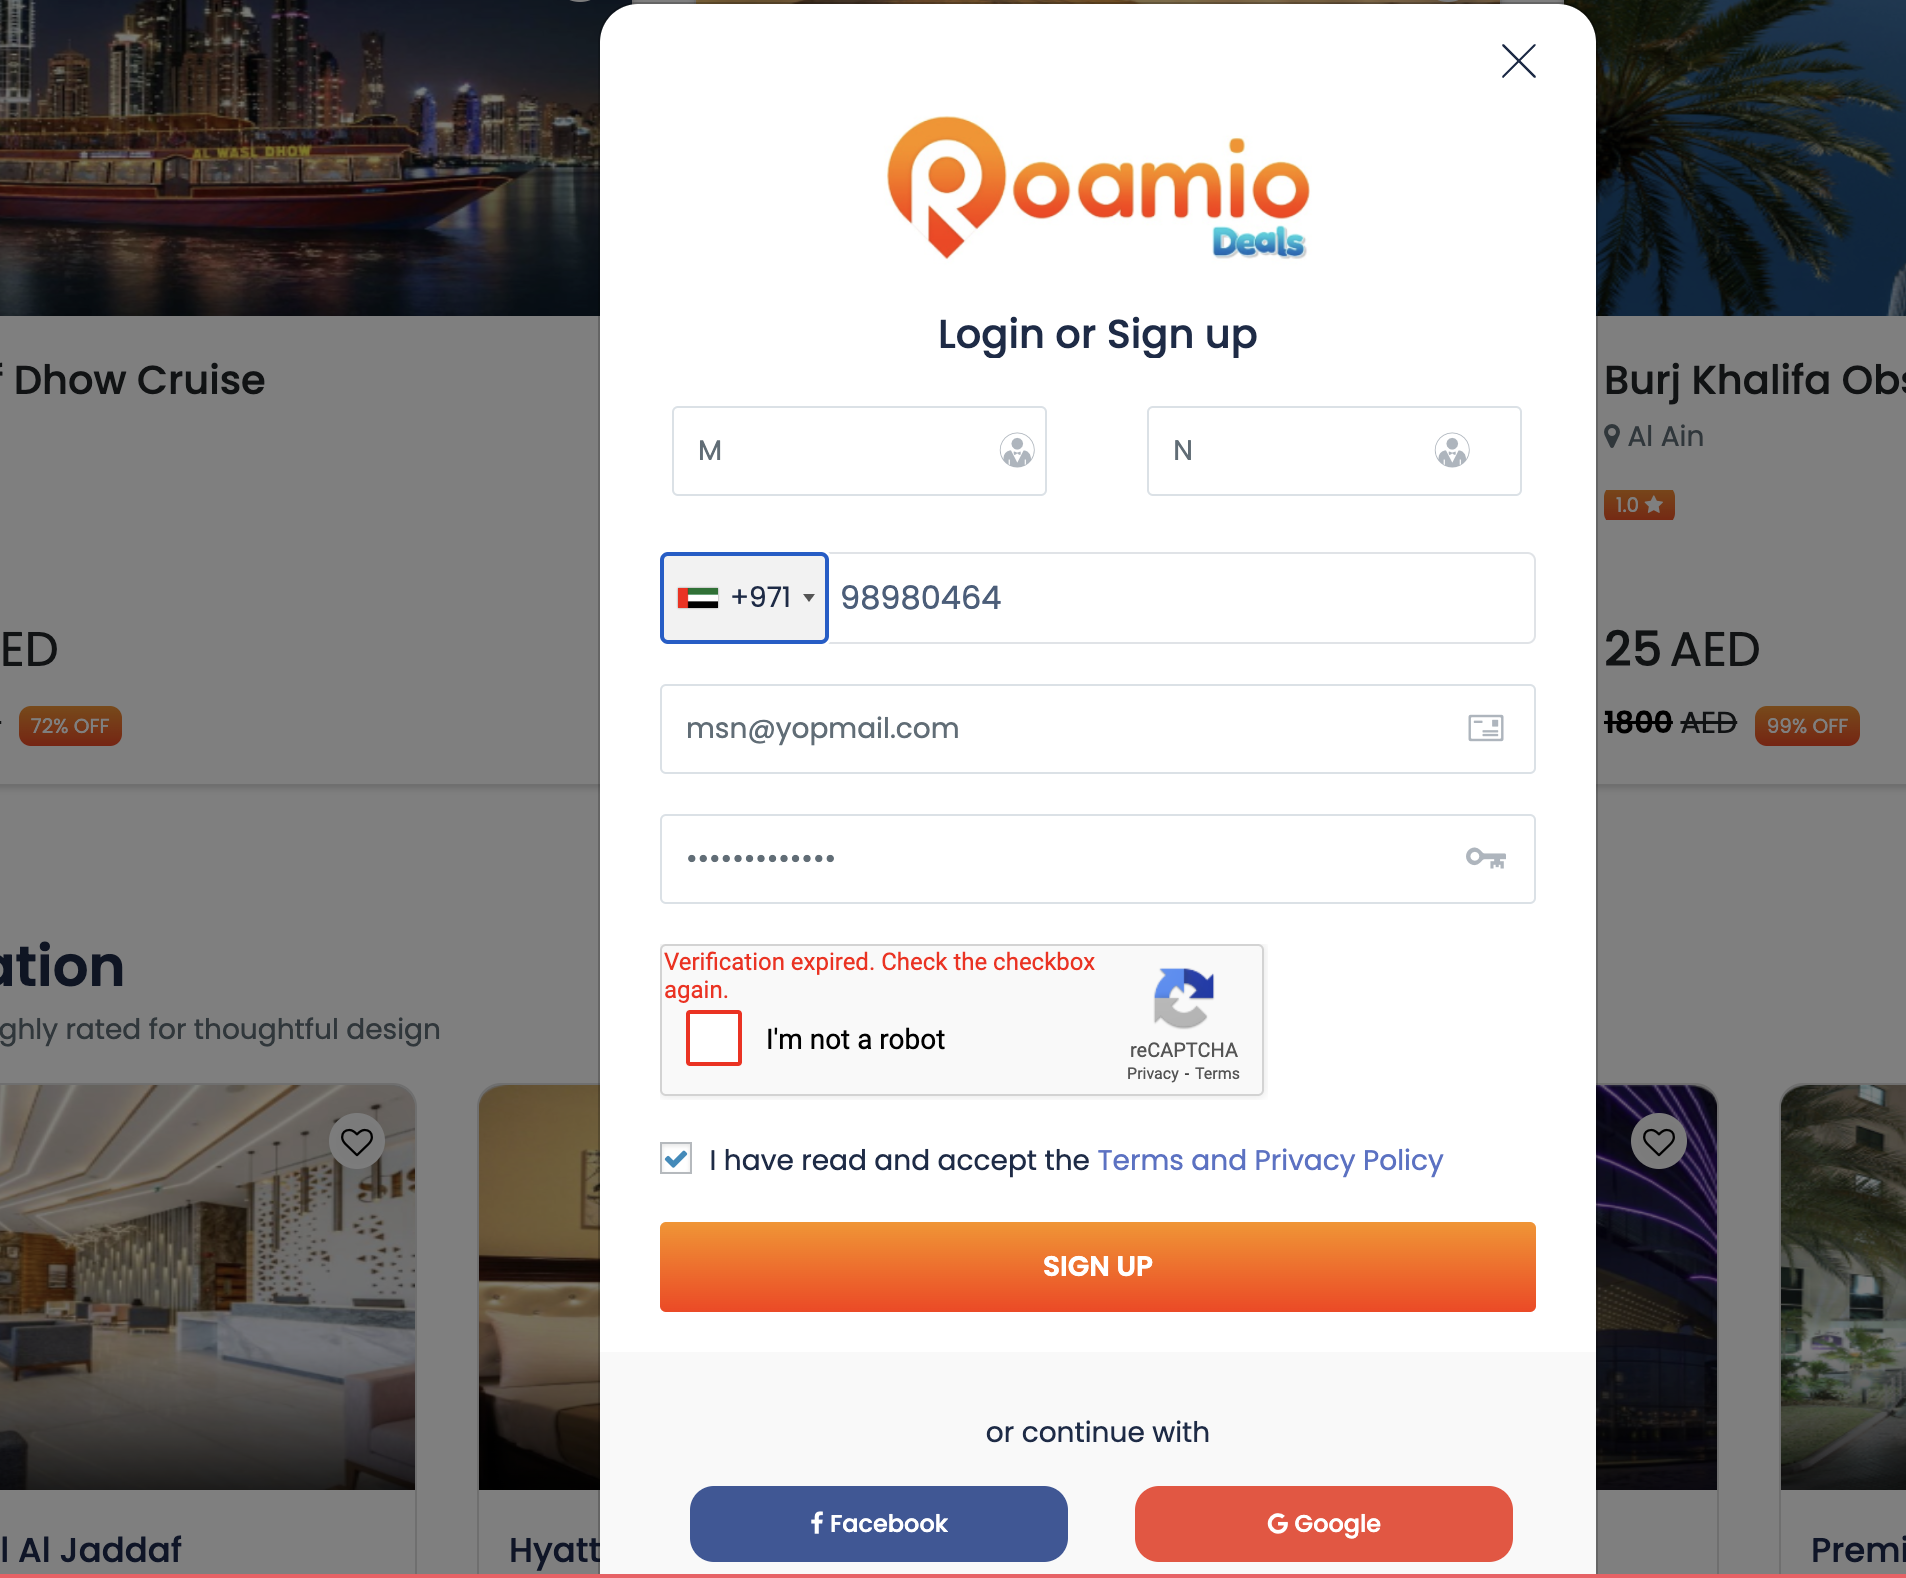 AL WASL DHOW
Roamio
Deals
Login or Sign up
Dhow Cruise
Burj Khalifa Obs
Al Ain
M
N
1.0
+971
98980464
ED
25 AED
msn@yopmail.com
72% OFF
1800 AED
99% OFF
•••••••••••••
Verification expired. Check the checkbox
again.
I'm not a robot
reCAPTCHA
Privacy - Terms
ation
ghly rated for thoughtful design
I have read and accept the Terms and Privacy Policy
SIGN UP
or continue with
f Facebook
G Google
l Al Jaddaf
Hyatt
Premi